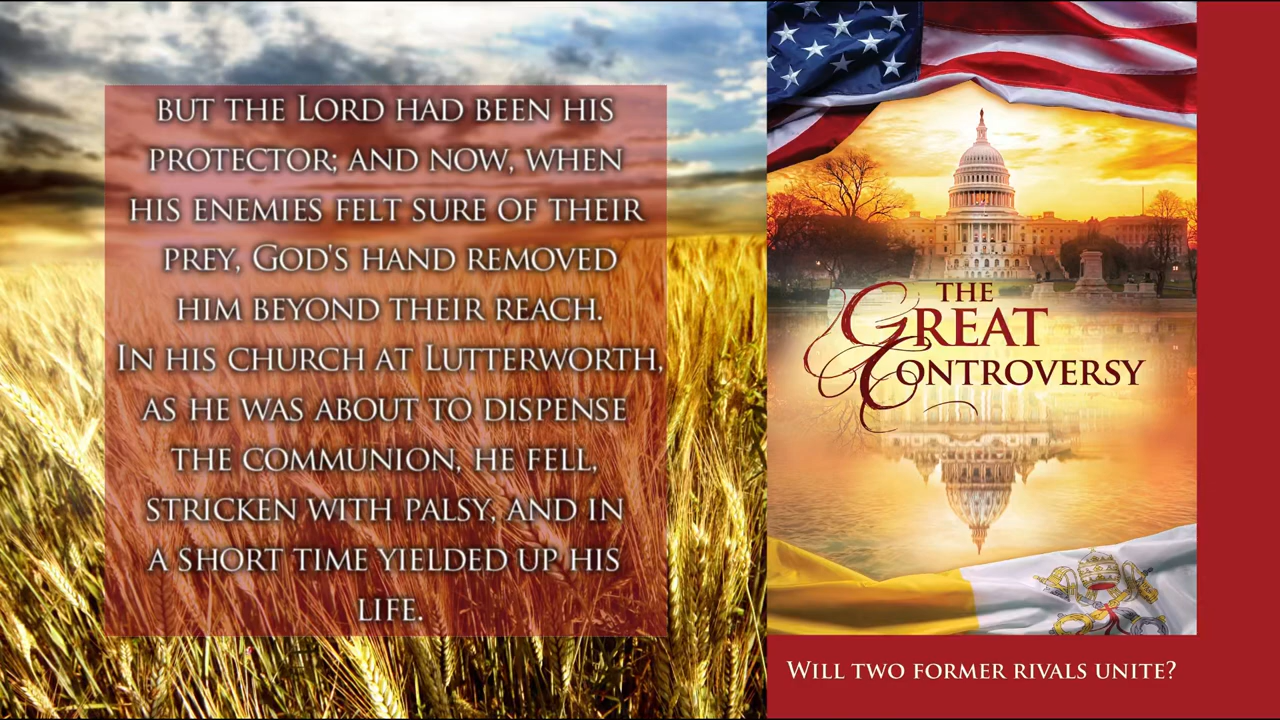 but the Lord had been his
protector; and now, when
his enemies felt sure of their
prey, God's hand removed
him beyond their reach.
In his church at Lutterworth,
as he was about to dispense
the communion, he fell,
stricken with palsy, and in
a short time yielded up his
life.
The
Great
Controversy
Will two former rivals unite?